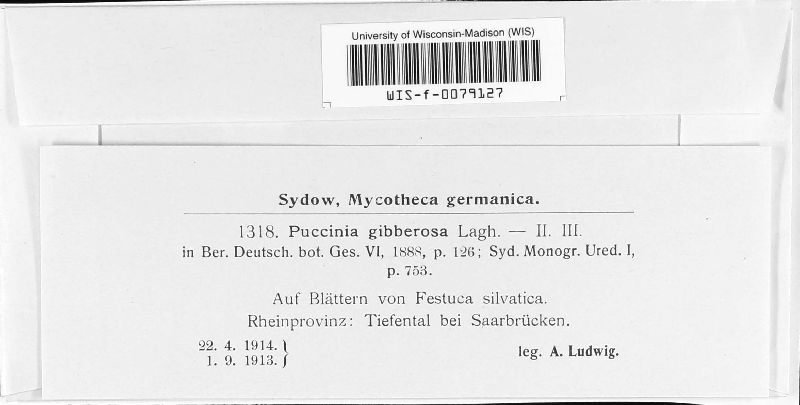 University of Wisconsin-Madison (WIS)
WIS-f-0079127
Sydow, Mycotheca germanica.
1318. Puccinia gibberosa Lagh. — II. III.
in Ber. Deutsch. bot. Ges. VI, 1888, p. 126; Syd. Monogr. Ured. I,
p. 753.
Auf Blättern von Festuca silvatica.
Rheinprovinz: Tiefental bei Saarbrücken.
22. 4. 1914.
1. 9. 1913.
leg. A. Ludwig.